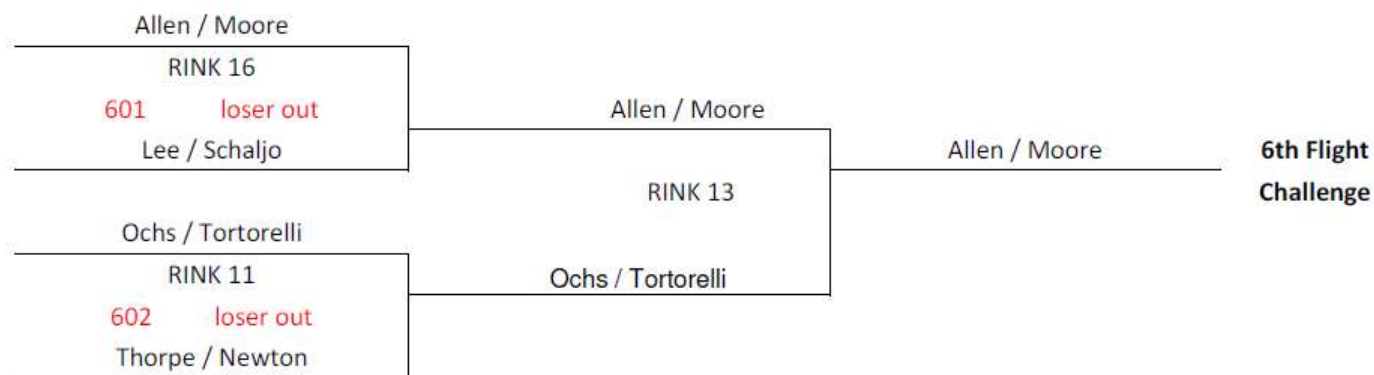 Allen / Moore
RINK 16
601 loser out
Lee / Schaljo
Ochs / Tortorelli
RINK 11
602 loser out
Thorpe / Newton
Allen / Moore
RINK 13
Ochs / Tortorelli
Allen / Moore
6th Flight
Challenge